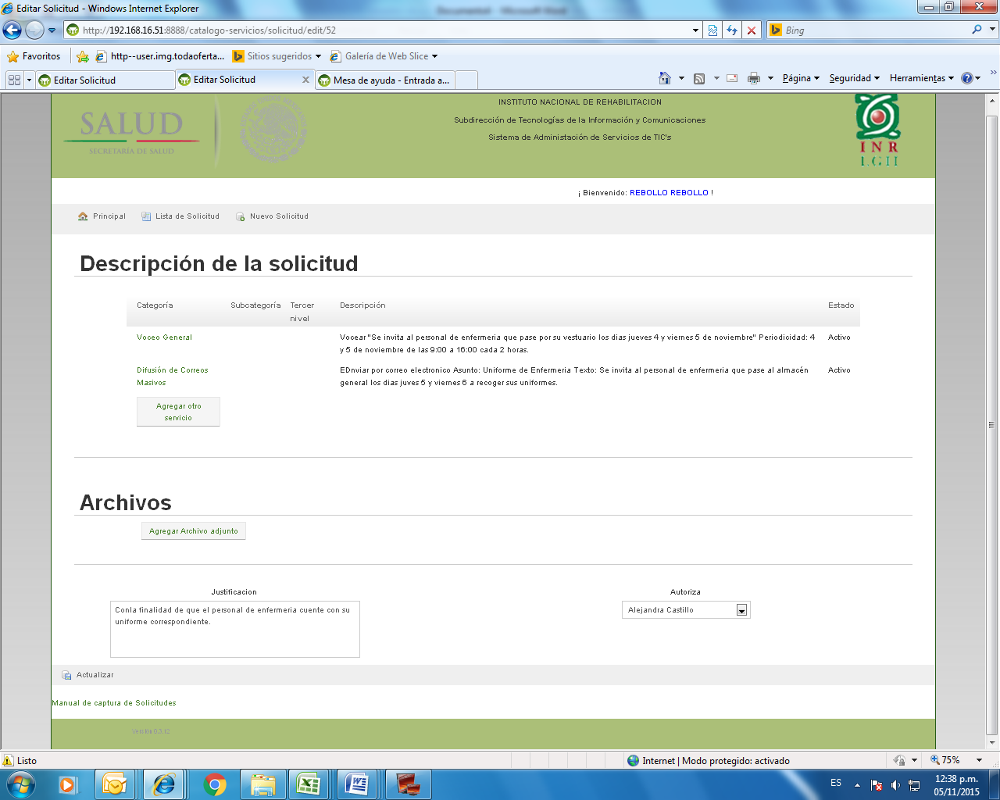 Editar Solicitud - Windows Internet Explorer
Documento1 - Microsoft Word
http://192.168.16.51:8888/catalogo-servicios/solicitud/edit/52
Bing
Favoritos
http--user.img.todaoferta...
Sitios sugeridos
Galería de Web Slice
Editar Solicitud
Editar Solicitud
Mesa de ayuda - Entrada a...
Página
Seguridad
Herramientas
SALUD
SECRETARÍA DE SALUD
INSTITUTO NACIONAL DE REHABILITACION
Subdirección de Tecnologías de la Información y Comunicaciones
Sistema de Administación de Servicios de TIC's
INR
LGII
¡ Bienvenido: REBOLLO REBOLLO !
Principal
Lista de Solicitud
Nuevo Solicitud
Descripción de la solicitud
Categoría Subcategoría Tercer nivel Descripción Estado
Voceo General
Vocear "Se invita al personal de enfermeria que pase por su vestuario los dias jueves 4 y viernes 5 de noviembre" Periodicidad: 4
y 5 de noviembre de las 9:00 a 16:00 cada 2 horas.
Activo
Difusión de Correos
Masivos
EDnviar por correo electronico Asunto: Uniforme de Enfermeria Texto: Se invita al personal de enfermeria que pase al almacén
general los dias juves 5 y viernes 6 a recoger sus uniformes.
Activo
Agregar otro
servicio
Archivos
Agregar Archivo adjunto
Justificacion
Conla finalidad de que el personal de enfermeria cuente con su
uniforme correspondiente.
Autoriza
Alejandra Castillo
Actualizar
Manual de captura de Solicitudes
Versión 0.3.12
Listo
Internet | Modo protegido: activado
75%
ES
12:38 p.m.
05/11/2015